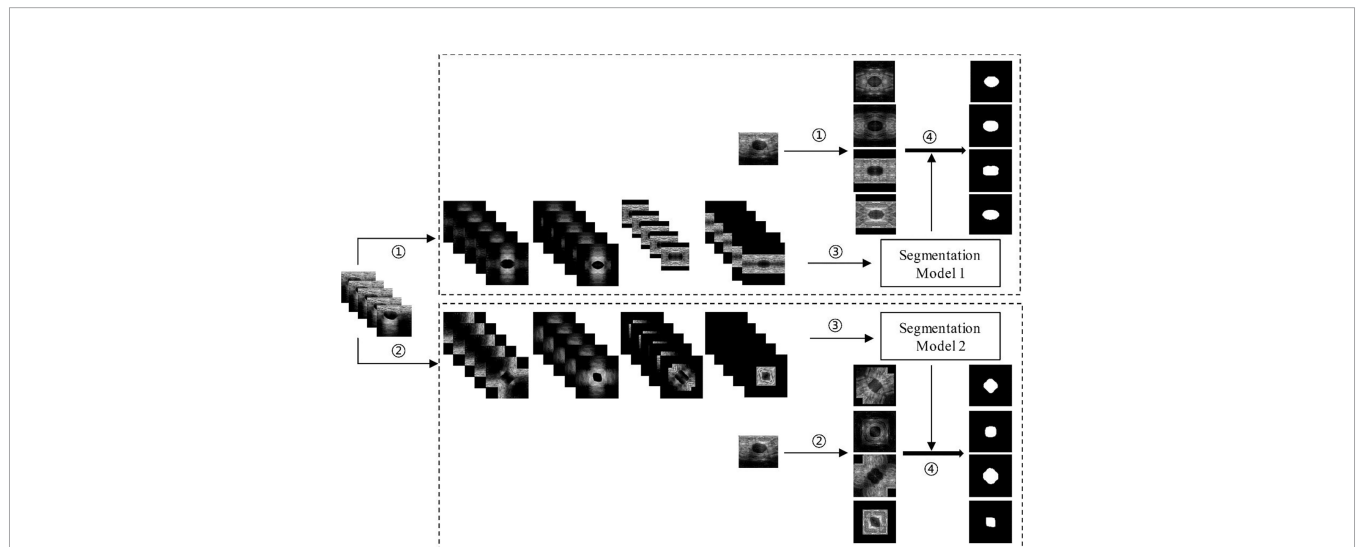 ①
④
①
③
Segmentation
Model 1
②
③
Segmentation
Model 2
②
④